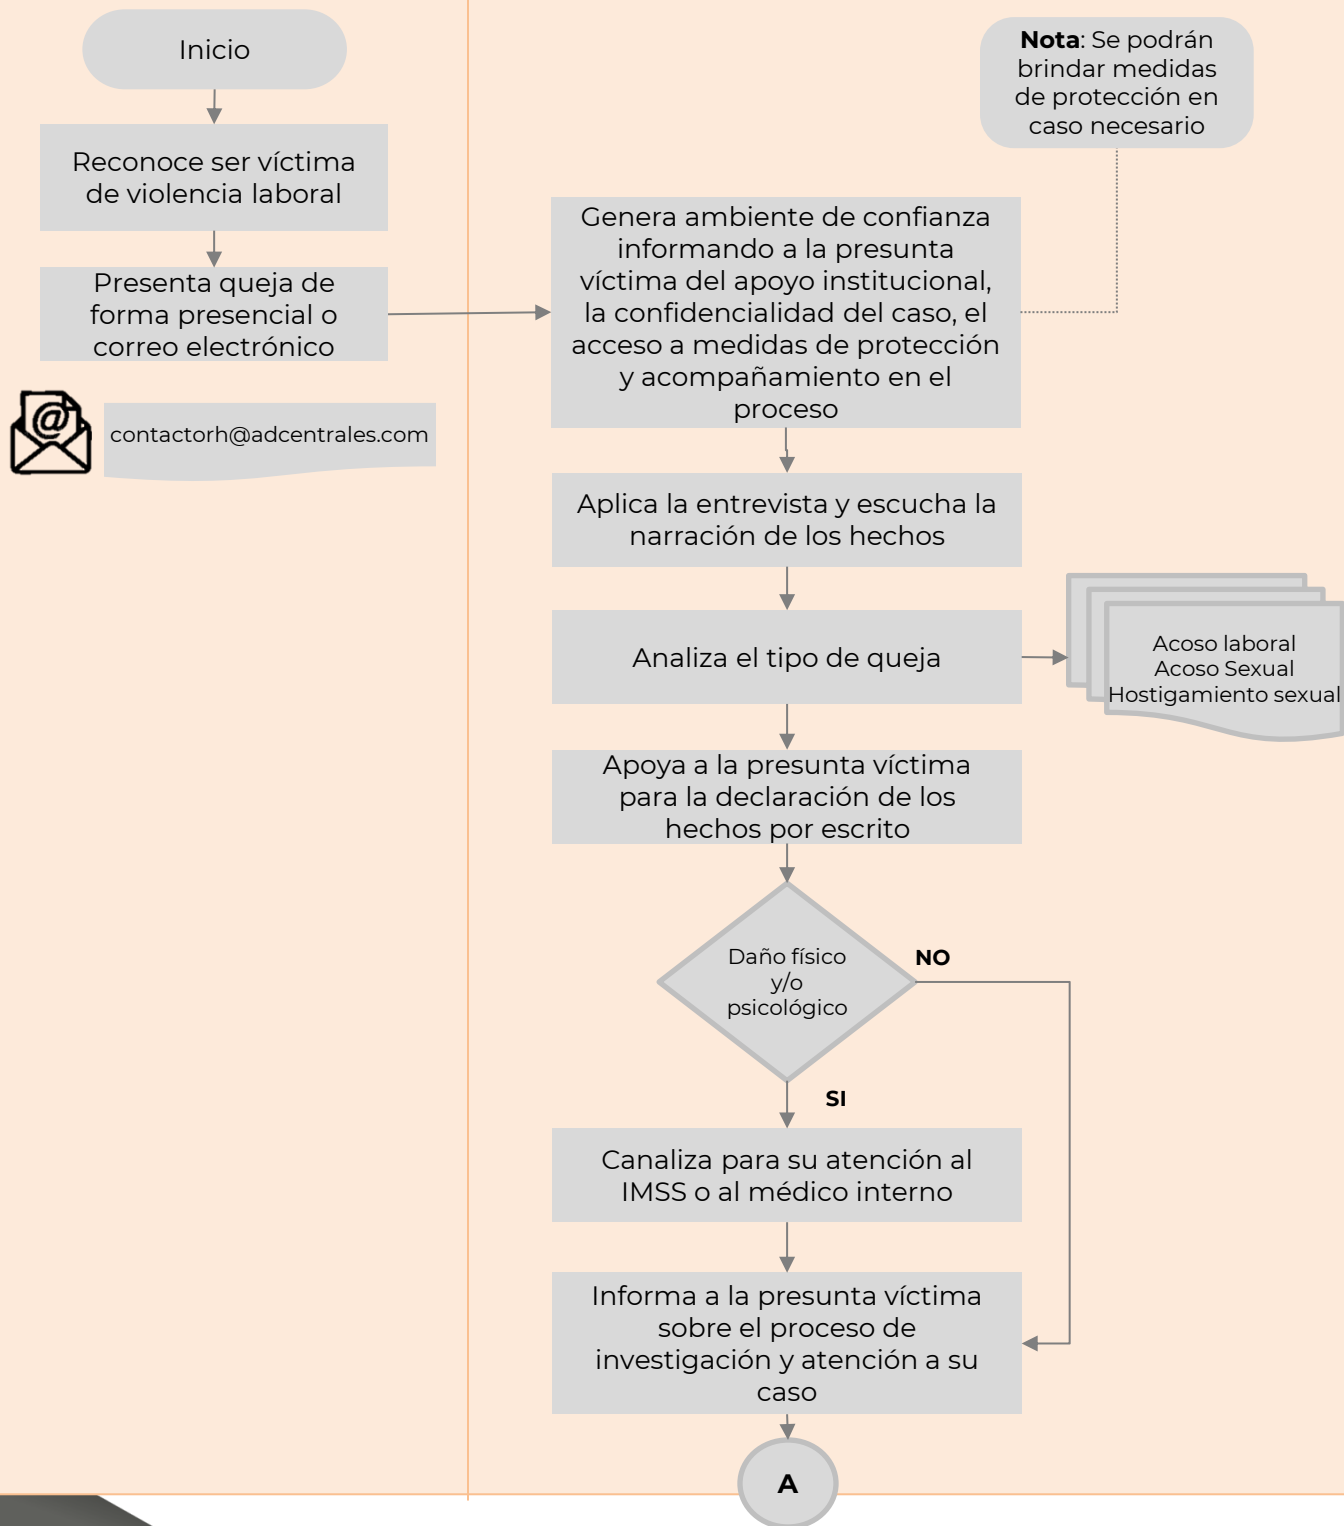 Inicio
Reconoce ser víctima
de violencia laboral
Presenta queja de
forma presencial o
correo electrónico
@
contactorh@adcentrales.com
Nota: Se podrán
brindar medidas
de protección en
caso necesario
Genera ambiente de confianza
informando a la presunta
víctima del apoyo institucional,
la confidencialidad del caso, el
acceso a medidas de protección
y acompañamiento en el
proceso
Aplica la entrevista y escucha la
narración de los hechos
Analiza el tipo de queja
Acoso laboral
Acoso Sexual
Hostigamiento sexual
Apoya a la presunta víctima
para la declaración de los
hechos por escrito
Daño físico
y/o
psicológico
NO
SI
Canaliza para su atención al
IMSS o al médico interno
Informa a la presunta víctima
sobre el proceso de
investigación y atención a su
caso
A